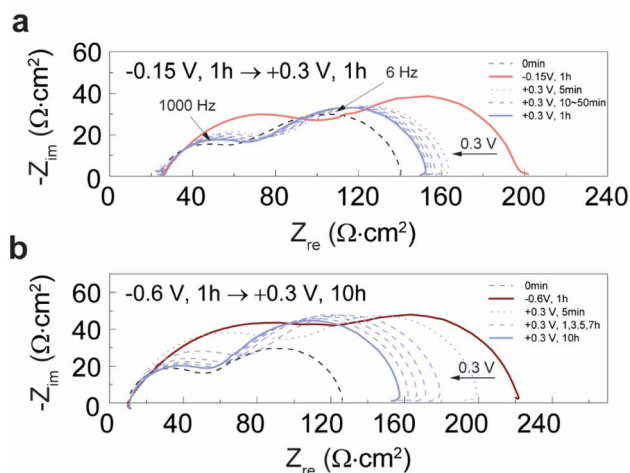 a
-0.15 V, 1h → +0.3 V, 1h
1000 Hz
6 Hz
0.3 V
0min
-0.15V, 1h
+0.3 V, 5min
+0.3 V, 10~50min
+0.3 V, 1h
60
40
20
0
-Zim (Ω·cm²)
0 40 80 120 160 200 240
Zre (Ω·cm²)
b
-0.6 V, 1h → +0.3 V, 10h
0.3 V
0min
-0.6V, 1h
+0.3 V, 5min
+0.3 V, 1,3,5,7h
+0.3 V, 10h
60
40
20
0
-Zim (Ω·cm²)
0 40 80 120 160 200 240
Zre (Ω·cm²)